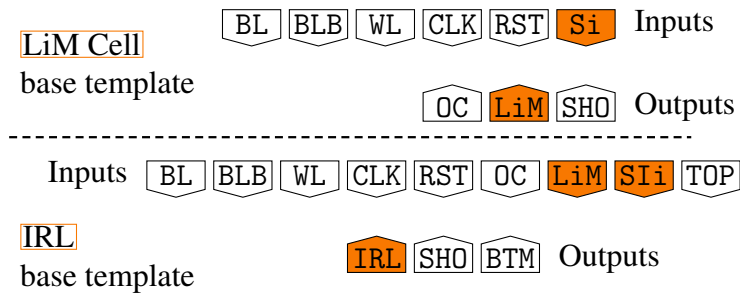 BL BLB WL CLK RST Si Inputs
LiM Cell
base template
OC LiM SHO Outputs
Inputs BL BLB WL CLK RST OC LiM SIi TOP
IRL
base template
IRL SHO BTM Outputs